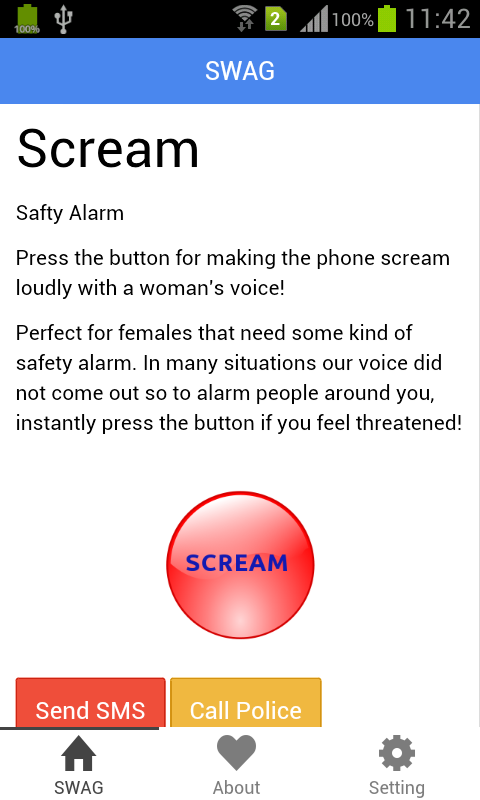 100% 2 100% 11:42
SWAG
Scream
Safty Alarm
Press the button for making the phone scream
loudly with a woman's voice!
Perfect for females that need some kind of
safety alarm. In many situations our voice did
not come out so to alarm people around you,
instantly press the button if you feel threatened!
SCREAM
Send SMS Call Police
SWAG About Setting